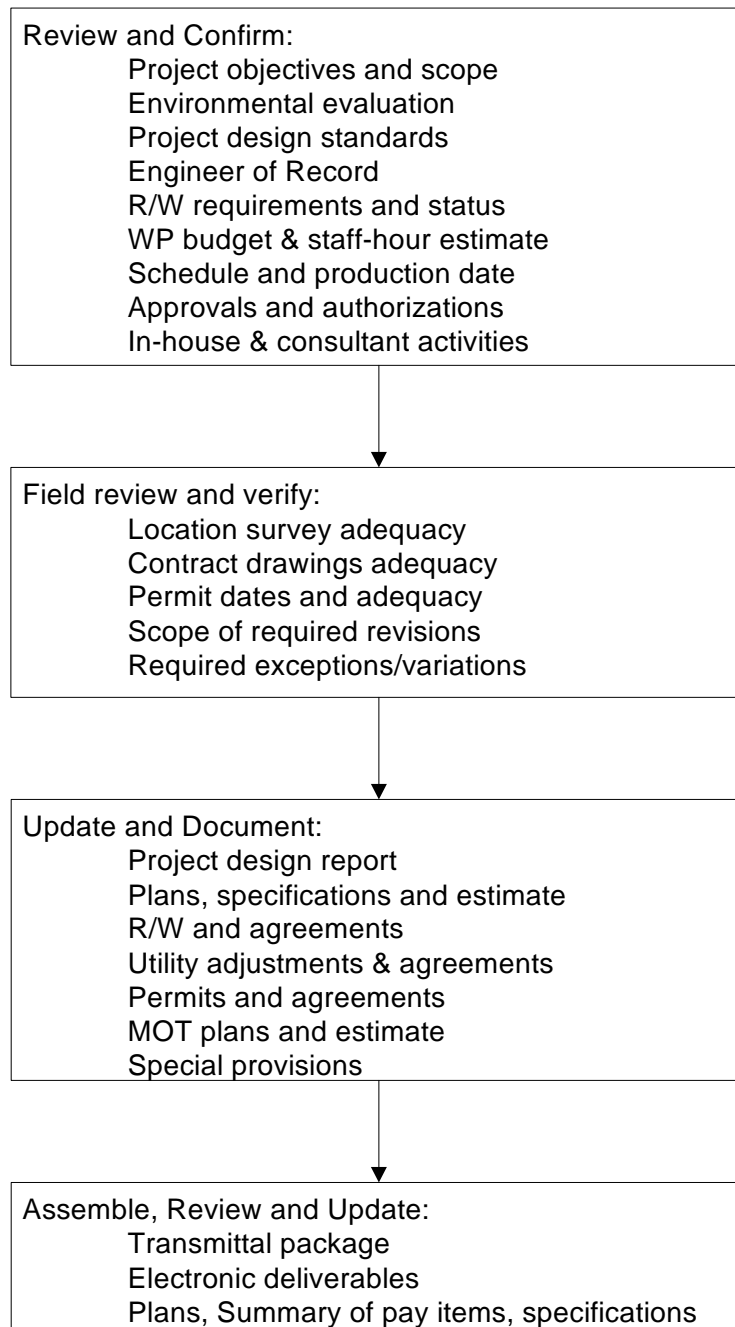 Review and Confirm:
Project objectives and scope
Environmental evaluation
Project design standards
Engineer of Record
R/W requirements and status
WP budget & staff-hour estimate
Schedule and production date
Approvals and authorizations
In-house & consultant activities
Field review and verify:
Location survey adequacy
Contract drawings adequacy
Permit dates and adequacy
Scope of required revisions
Required exceptions/variations
Update and Document:
Project design report
Plans, specifications and estimate
R/W and agreements
Utility adjustments & agreements
Permits and agreements
MOT plans and estimate
Special provisions
Assemble, Review and Update:
Transmittal package
Electronic deliverables
Plans, Summary of pay items, specifications